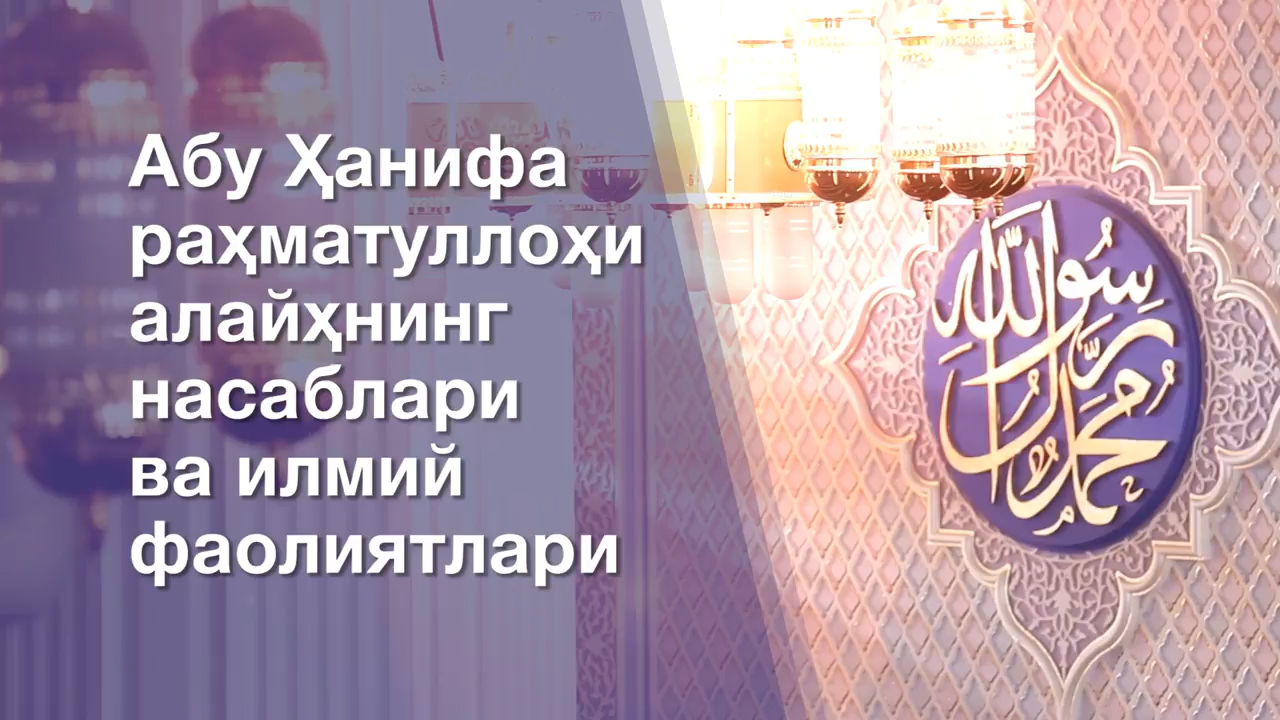 Абу Ҳанифа
раҳматуллоҳи
алайҳнинг
насаблари
ва илмий
фаолиятлари
محمد رسول الله